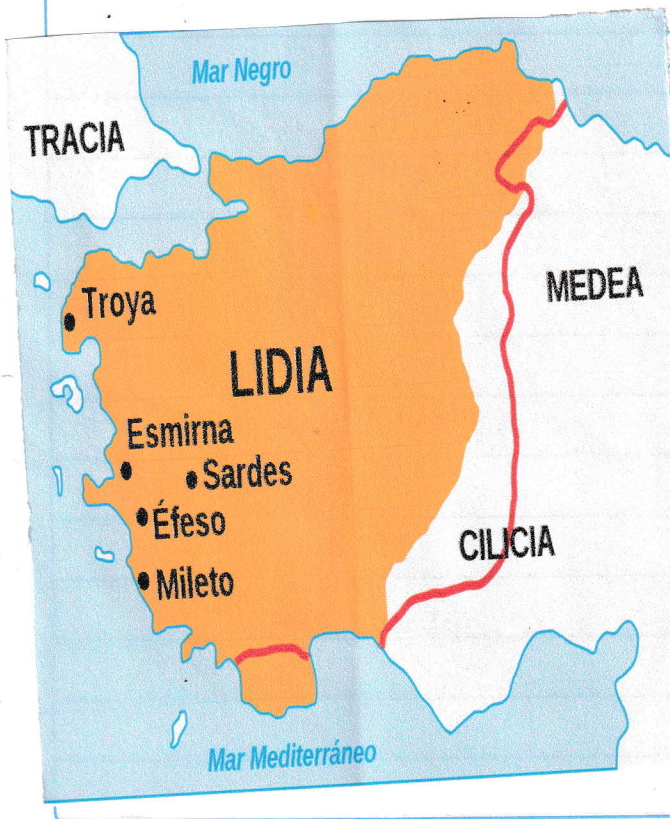 Mar Negro
TRACIA
MEDEA
Troya
LIDIA
Esmirna
Sardes
Éfeso
CILICIA
Mileto
Mar Mediterráneo